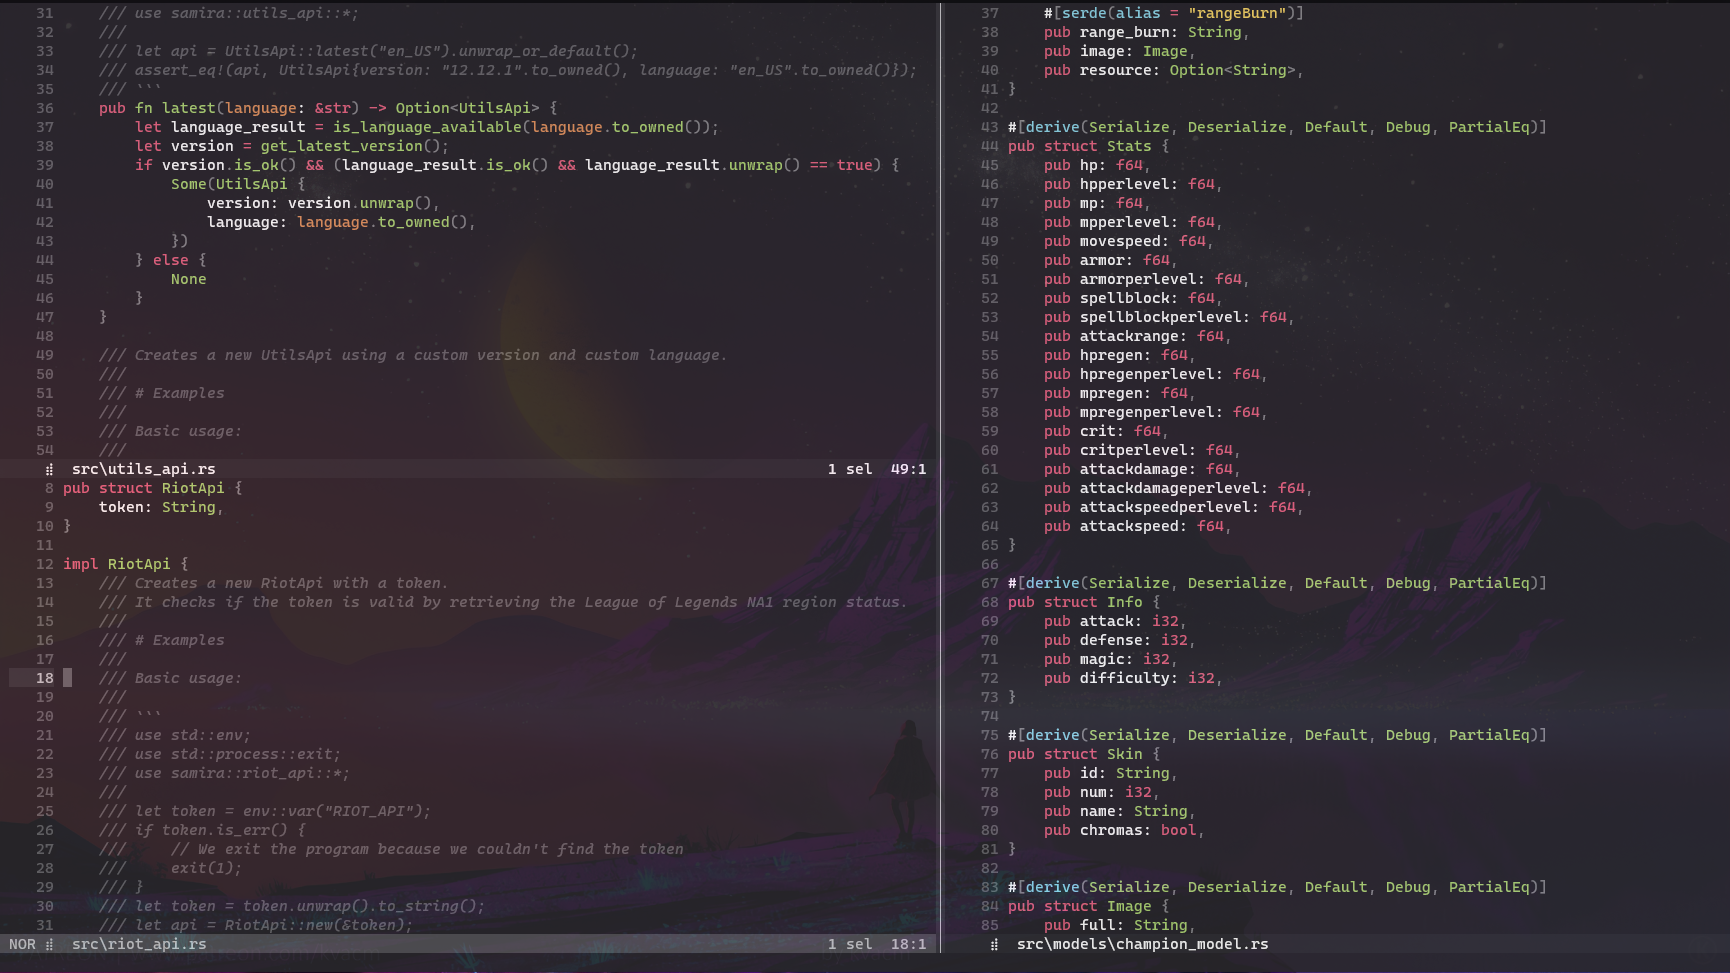 31     /// use samira::utils_api::*;
32     ///
33     /// let api = UtilsApi::latest("en_US").unwrap_or_default();
34     /// assert_eq!(api, UtilsApi{version: "12.12.1".to_owned(), language: "en_US".to_owned()});
35     /// ```
36     pub fn latest(language: &str) -> Option<UtilsApi> {
37         let language_result = is_language_available(language.to_owned());
38         let version = get_latest_version();
39         if version.is_ok() && (language_result.is_ok() && language_result.unwrap() == true) {
40             Some(UtilsApi {
41                 version: version.unwrap(),
42                 language: language.to_owned(),
43             })
44         } else {
45             None
46         }
47     }
48
49     /// Creates a new UtilsApi using a custom version and custom language.
50     ///
51     /// # Examples
52     ///
53     /// Basic usage:
54     ///
⣾ src\utils_api.rs 1 sel 49:1
8 pub struct RiotApi {
9     token: String,
10 }
11
12 impl RiotApi {
13     /// Creates a new RiotApi with a token.
14     /// It checks if the token is valid by retrieving the League of Legends NA1 region status.
15     ///
16     /// # Examples
17     ///
18     /// Basic usage:
19     ///
20     /// ```
21     /// use std::env;
22     /// use std::process::exit;
23     /// use samira::riot_api::*;
24     ///
25     /// let token = env::var("RIOT_API");
26     /// if token.is_err() {
27     ///     // We exit the program because we couldn't find the token
28     ///     exit(1);
29     /// }
30     /// let token = token.unwrap().to_string();
31     /// let api = RiotApi::new(&token);
NOR ⣾ src\riot_api.rs 1 sel 18:1
37     #[serde(alias = "rangeBurn")]
38     pub range_burn: String,
39     pub image: Image,
40     pub resource: Option<String>,
41 }
42
43 #[derive(Serialize, Deserialize, Default, Debug, PartialEq)]
44 pub struct Stats {
45     pub hp: f64,
46     pub hpperlevel: f64,
47     pub mp: f64,
48     pub mpperlevel: f64,
49     pub movespeed: f64,
50     pub armor: f64,
51     pub armorperlevel: f64,
52     pub spellblock: f64,
53     pub spellblockperlevel: f64,
54     pub attackrange: f64,
55     pub hpregen: f64,
56     pub hpregenperlevel: f64,
57     pub mpregen: f64,
58     pub mpregenperlevel: f64,
59     pub crit: f64,
60     pub critperlevel: f64,
61     pub attackdamage: f64,
62     pub attackdamageperlevel: f64,
63     pub attackspeedperlevel: f64,
64     pub attackspeed: f64,
65 }
66
67 #[derive(Serialize, Deserialize, Default, Debug, PartialEq)]
68 pub struct Info {
69     pub attack: i32,
70     pub defense: i32,
71     pub magic: i32,
72     pub difficulty: i32,
73 }
74
75 #[derive(Serialize, Deserialize, Default, Debug, PartialEq)]
76 pub struct Skin {
77     pub id: String,
78     pub num: i32,
79     pub name: String,
80     pub chromas: bool,
81 }
82
83 #[derive(Serialize, Deserialize, Default, Debug, PartialEq)]
84 pub struct Image {
85     pub full: String,
⣾ src\models\champion_model.rs